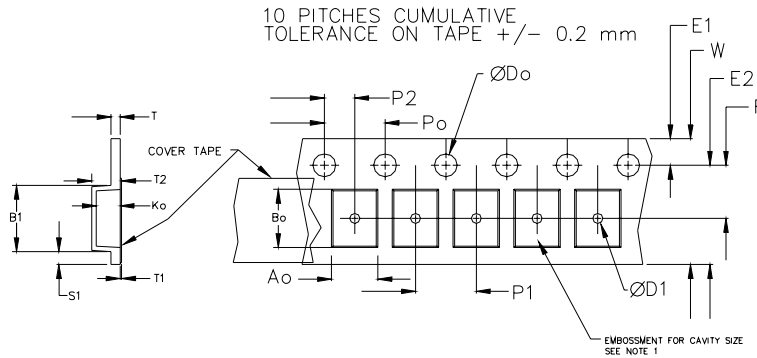 10 PITCHES CUMULATIVE
TOLERANCE ON TAPE +/- 0.2 mm
E1
W
ØDo
E2
P2
F
T
Po
COVER TAPE
T2
B1
Ko
Bo
Ao
P1
ØD1
S1
T1
EMBOSSMENT FOR CAVITY SIZE
SEE NOTE 1